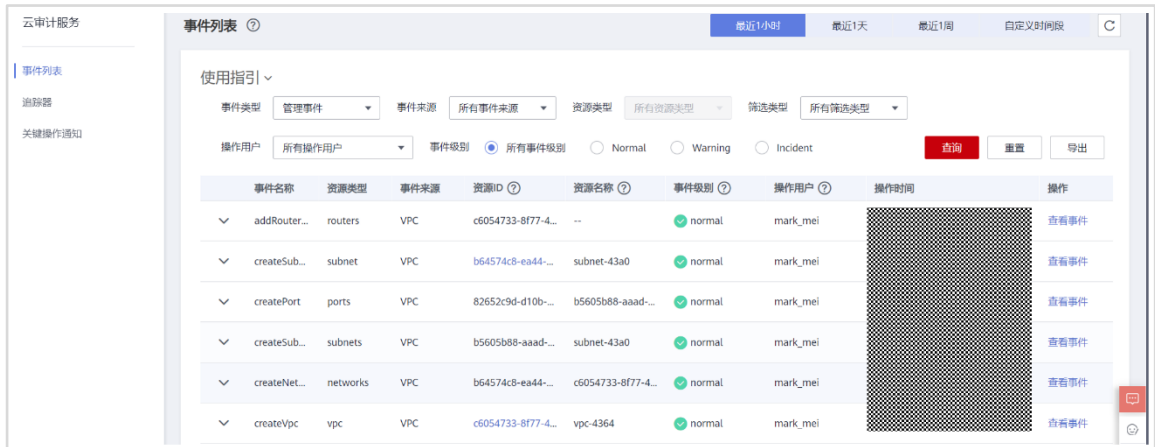 云审计服务
事件列表
追踪器
关键操作通知
事件列表 ?
最近1小时 最近1天 最近1周 自定义时间段
使用指引
事件类型 管理事件 事件来源 所有事件来源 资源类型 所有资源类型 筛选类型 所有筛选类型
操作用户 所有操作用户 事件级别 所有事件级别 Normal Warning Incident 查询 重置 导出
事件名称 资源类型 事件来源 资源ID ? 资源名称 ? 事件级别 ? 操作用户 ? 操作时间 操作
addRouter... routers VPC c6054733-8f77-4... -- normal mark_mei 查看事件
createSub... subnet VPC b64574c8-ea44-... subnet-43a0 normal mark_mei 查看事件
createPort ports VPC 82652c9d-d10b-... b5605b88-aaad-... normal mark_mei 查看事件
createSub... subnets VPC b5605b88-aaad-... subnet-43a0 normal mark_mei 查看事件
createNet... networks VPC b64574c8-ea44-... c6054733-8f77-4... normal mark_mei 查看事件
createVpc vpc VPC c6054733-8f77-4... vpc-4364 normal mark_mei 查看事件